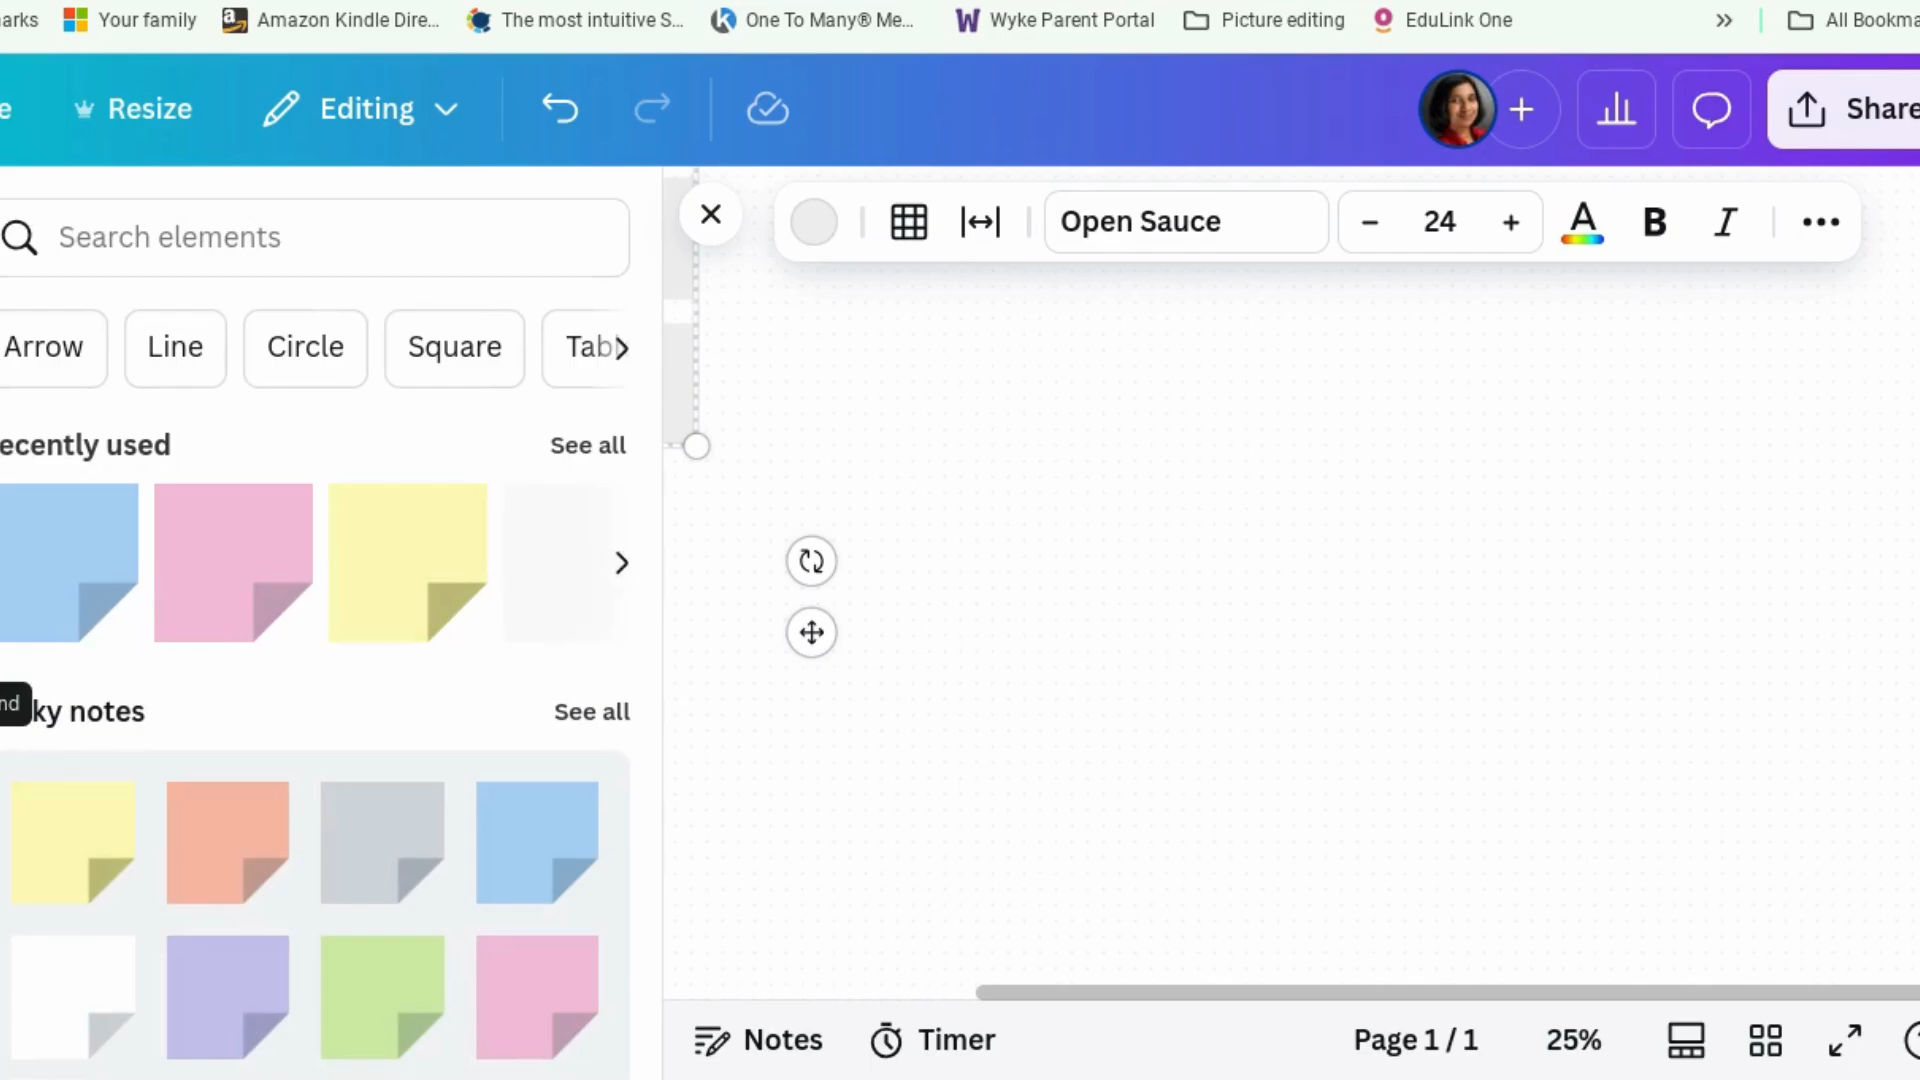 arks Your family Amazon Kindle Dire... The most intuitive S... One To Many® Me... Wyke Parent Portal Picture editing EduLink One » All Bookma
e Resize Editing Share
Search elements
Open Sauce - 24 + A B I
Arrow Line Circle Square Tab
ecently used See all
nd ky notes See all
Notes Timer Page 1 / 1 25%